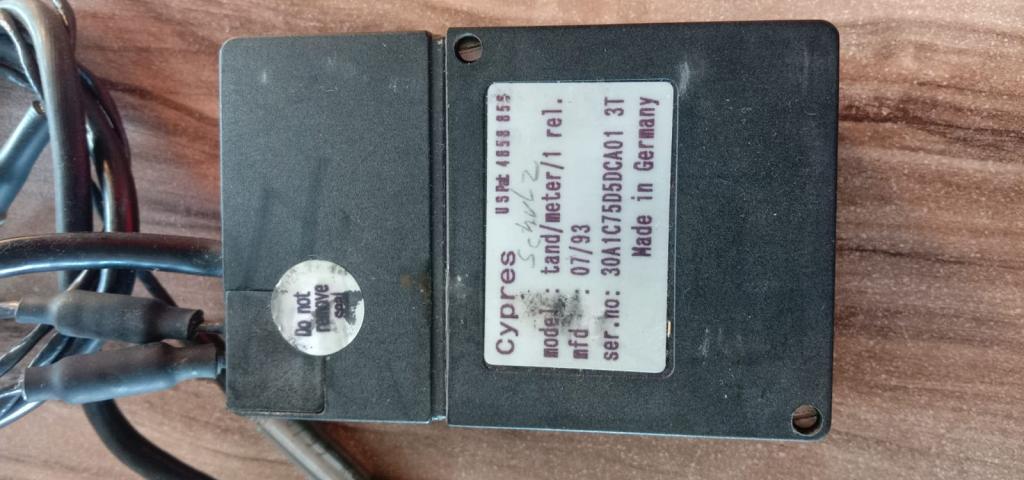 Cypres US Pat 4858 855
Schulz
model : tand/meter/1 rel.
mfd : 07/93
ser.no: 30A1C75D5DCA01 3T
Made in Germany
Do not
remove
seal